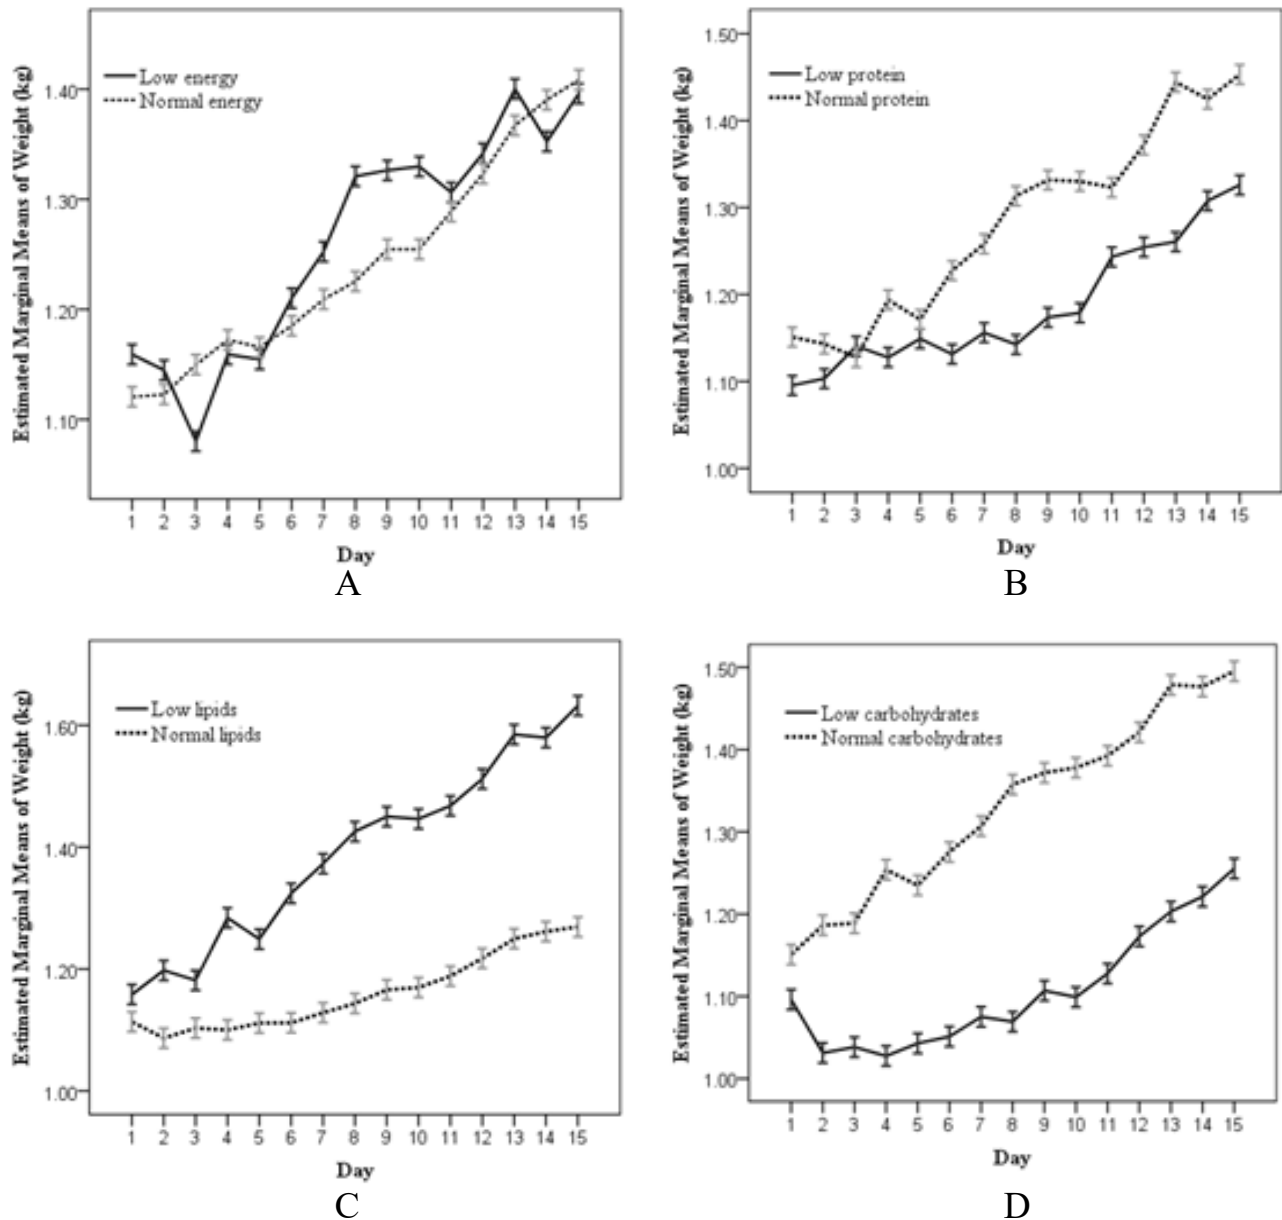 Estimated Marginal Means of Weight (kg)
1.40
1.30
1.20
1.10
Low energy
Normal energy
1 2 3 4 5 6 7 8 9 10 11 12 13 14 15
Day
A
Estimated Marginal Means of Weight (kg)
1.50
1.40
1.30
1.20
1.10
1.00
Low protein
Normal protein
1 2 3 4 5 6 7 8 9 10 11 12 13 14 15
Day
B
Estimated Marginal Means of Weight (kg)
1.60
1.40
1.20
1.00
Low lipids
Normal lipids
1 2 3 4 5 6 7 8 9 10 11 12 13 14 15
Day
C
Estimated Marginal Means of Weight (kg)
1.50
1.40
1.30
1.20
1.10
1.00
Low carbohydrates
Normal carbohydrates
1 2 3 4 5 6 7 8 9 10 11 12 13 14 15
Day
D